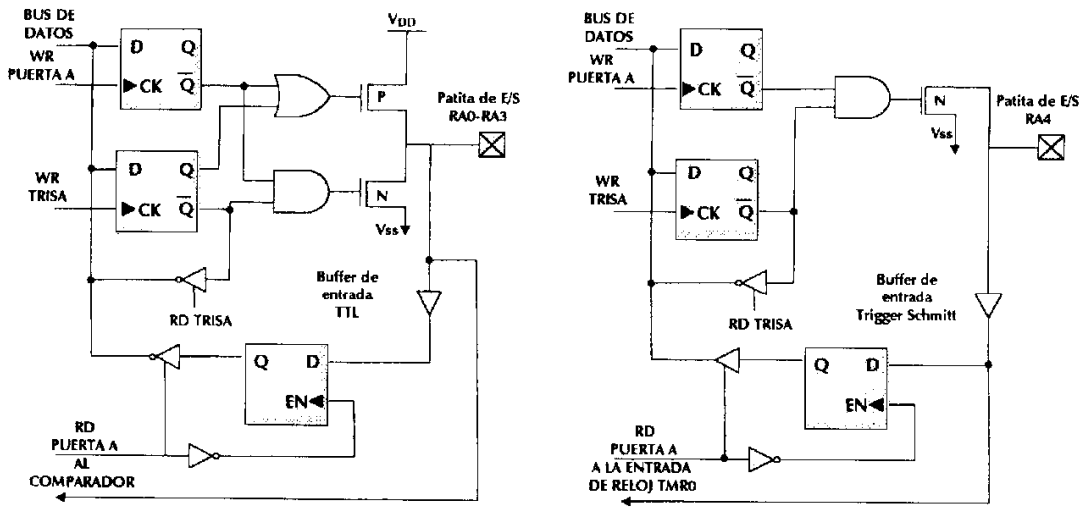 BUS DE
DATOS
WR
PUERTA A
D
Q
CK
Q
WR
TRISA
D
Q
CK
Q
VDD
P
Patita de E/S
RA0-RA3
N
Vss
RD TRISA
Buffer de
entrada
TTL
Q
D
EN
RD
PUERTA A
AL
COMPARADOR
BUS DE
DATOS
WR
PUERTA A
D
Q
CK
Q
WR
TRISA
D
Q
CK
Q
N
Vss
Patita de E/S
RA4
RD TRISA
Buffer de
entrada
Trigger Schmitt
Q
D
EN
RD
PUERTA A
A LA ENTRADA
DE RELOJ TMR0